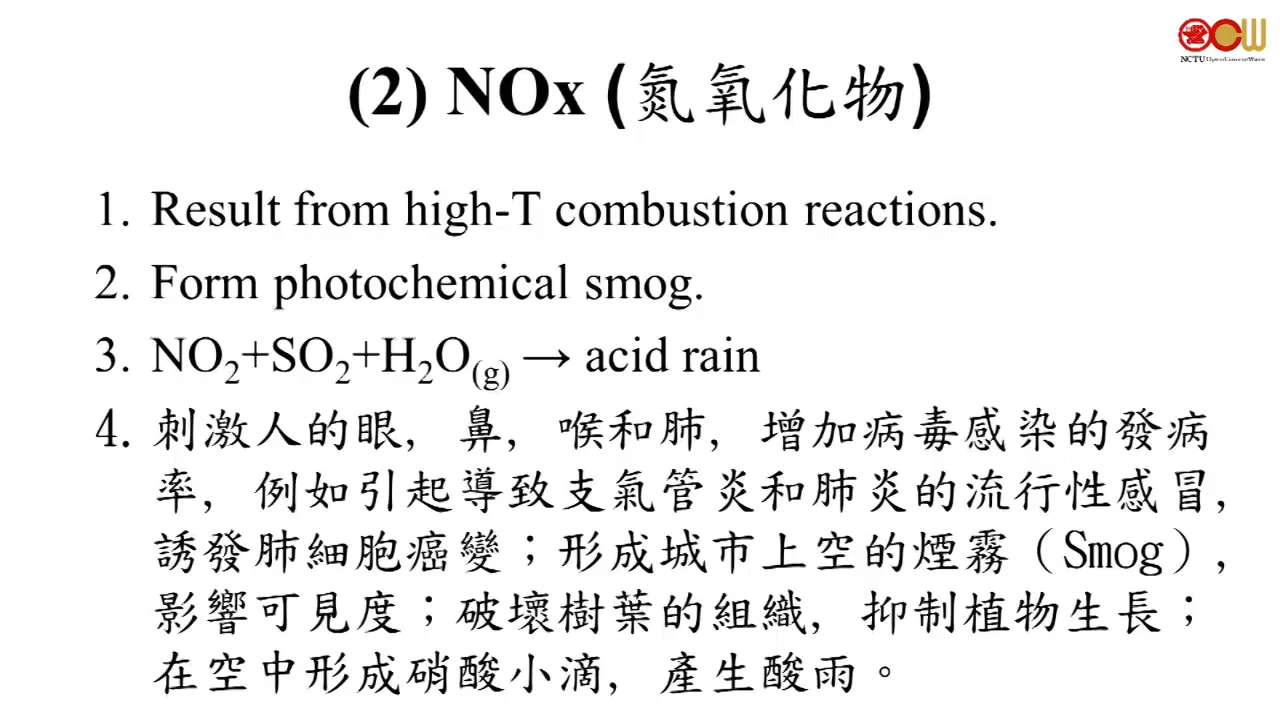 OCW
NCTU OpenCourseWare
(2) NOx (氮氧化物)
1. Result from high-T combustion reactions.
2. Form photochemical smog.
3. NO₂+SO₂+H₂O₍g₎ → acid rain
4. 刺激人的眼，鼻，喉和肺，增加病毒感染的發病
率，例如引起導致支氣管炎和肺炎的流行性感冒，
誘發肺細胞癌變；形成城市上空的煙霧（Smog），
影響可見度；破壞樹葉的組織，抑制植物生長；
在空中形成硝酸小滴，產生酸雨。